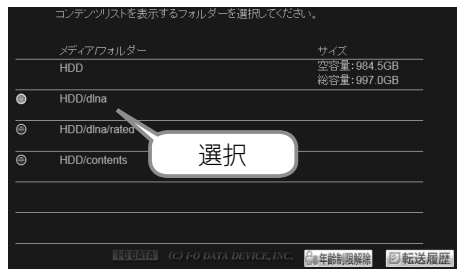 コンテンツリストを表示するフォルダーを選択してください。
メディア/フォルダー サイズ
HDD 空容量:984.5GB
総容量:997.0GB
HDD/dlna
HDD/dlna/rated
HDD/contents
選択
I-O DATA (C) I-O DATA DEVICE, INC. 年齢制限解除 転送履歴